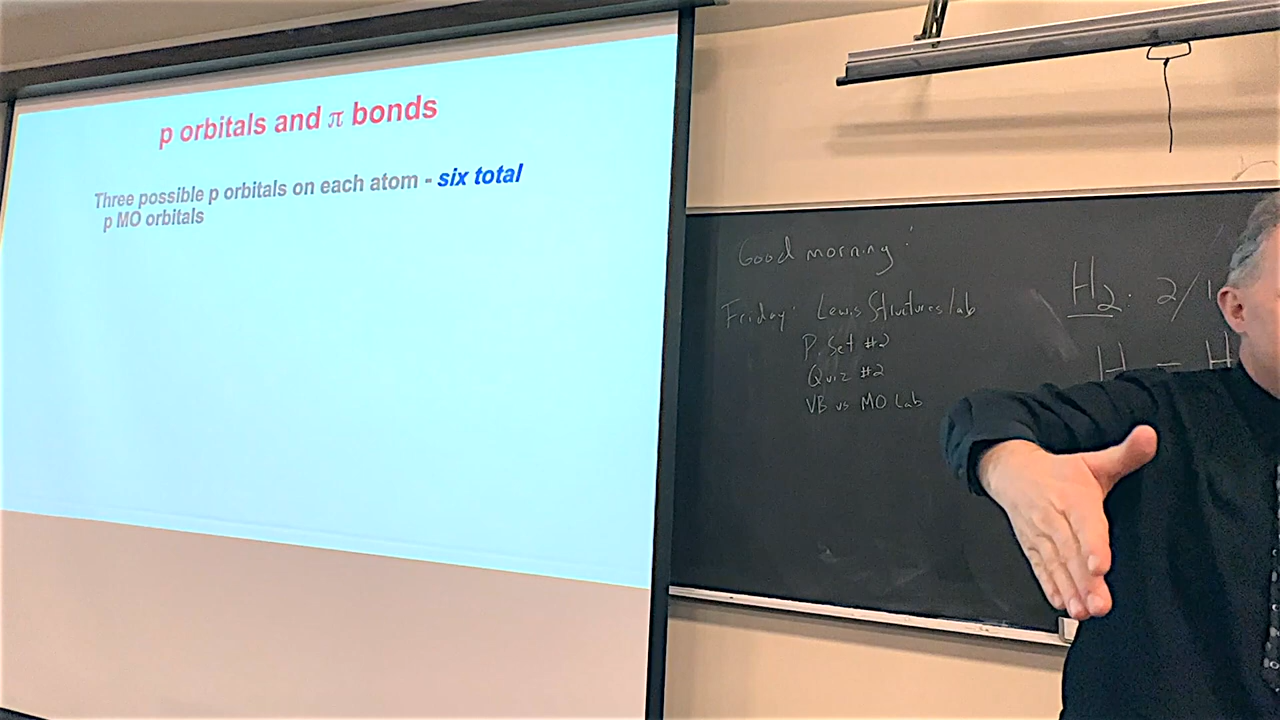 p orbitals and π bonds
Three possible p orbitals on each atom - six total
p MO orbitals
Good morning!
Friday: Lewis Structures lab
P. Set #2
Quiz #2
VB vs MO Lab
H2: 2/1
H - H